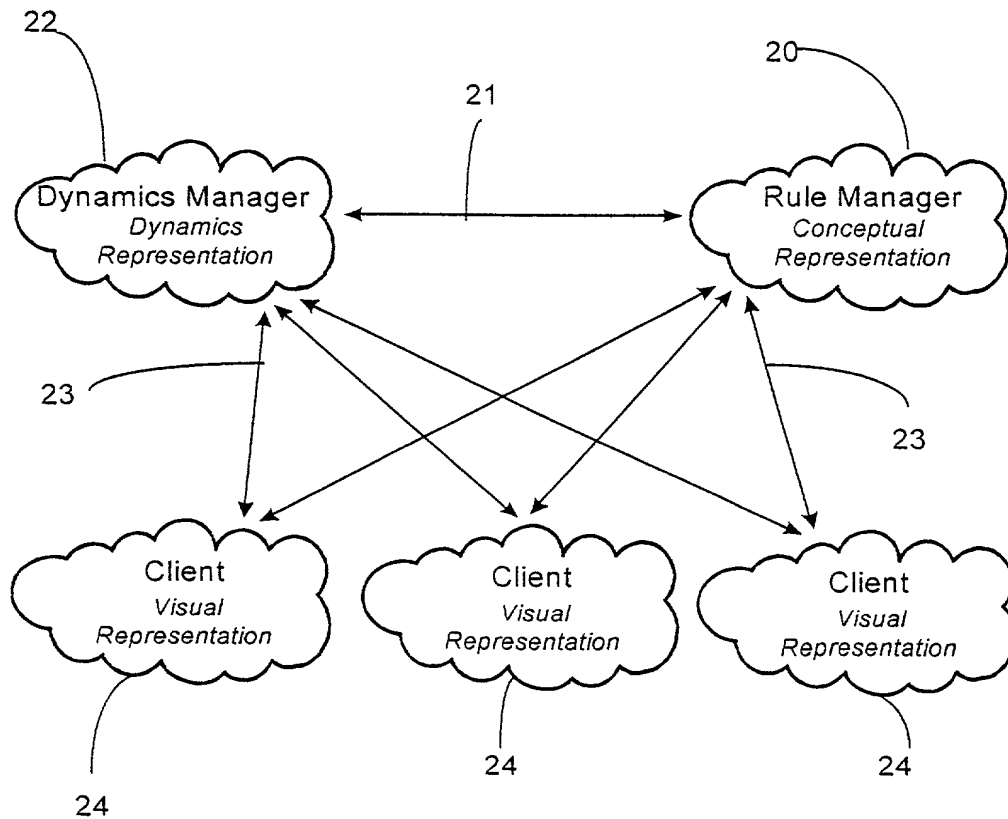 22
20
21
Dynamics Manager
Dynamics
Representation
Rule Manager
Conceptual
Representation
23
23
Client
Visual
Representation
Client
Visual
Representation
Client
Visual
Representation
24
24
24